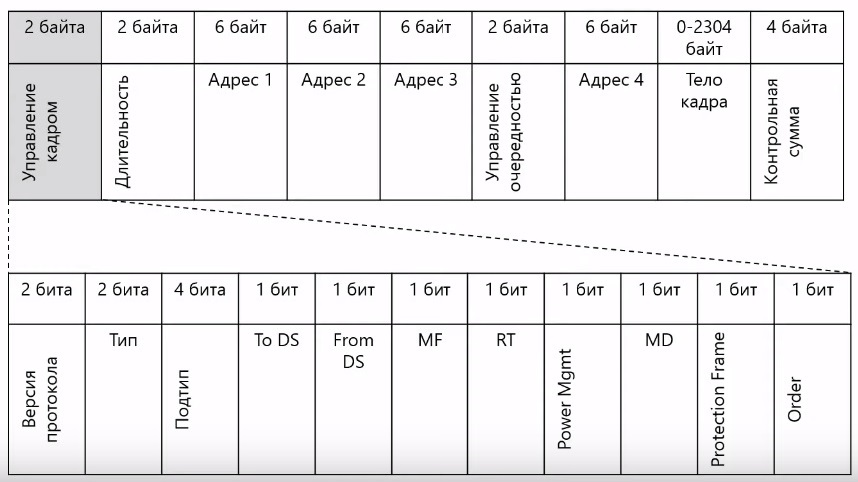 2 байта
2 байта
6 байт
6 байт
6 байт
2 байта
6 байт
0-2304
байт
4 байта
Управление
кадром
Длительность
Адрес 1
Адрес 2
Адрес 3
Управление
очередностью
Адрес 4
Тело
кадра
Контрольная
сумма
2 бита
2 бита
4 бита
1 бит
1 бит
1 бит
1 бит
1 бит
1 бит
1 бит
1 бит
Версия
протокола
Тип
Подтип
To DS
From
DS
MF
RT
Power Mgmt
MD
Protection Frame
Order